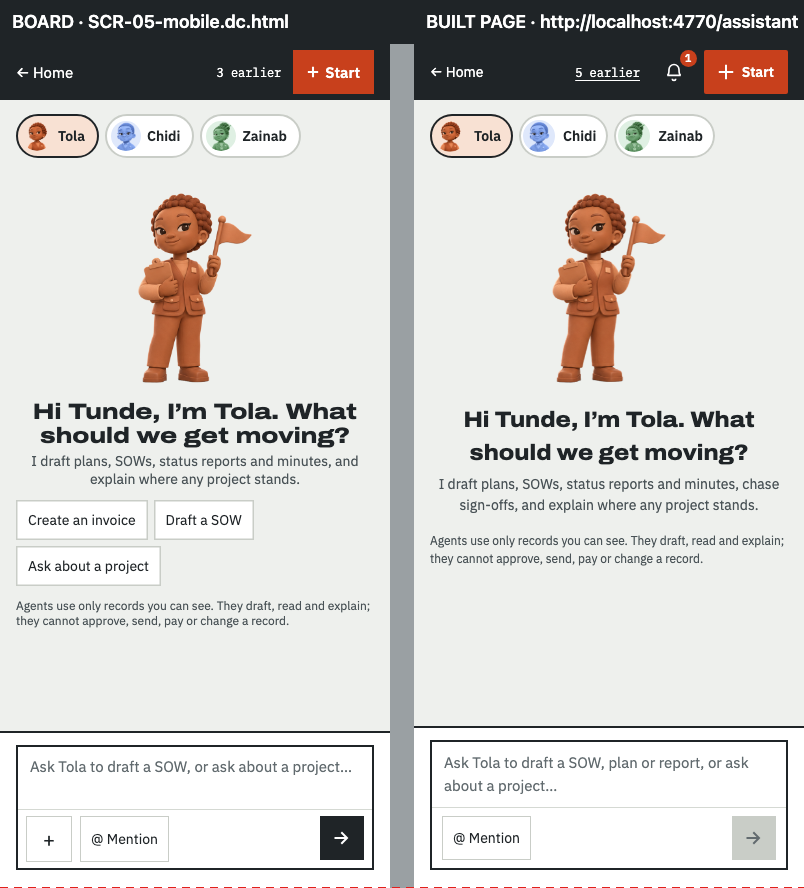 BOARD · SCR-05-mobile.dc.html
← Home
3 earlier
+ Start
Tola
Chidi
Zainab
Hi Tunde, I’m Tola. What
should we get moving?
I draft plans, SOWs, status reports and minutes, and
explain where any project stands.
Create an invoice
Draft a SOW
Ask about a project
Agents use only records you can see. They draft, read and explain;
they cannot approve, send, pay or change a record.
Ask Tola to draft a SOW, or ask about a project...
+
@ Mention
→
BUILT PAGE · http://localhost:4770/assistant
← Home
5 earlier
1
+ Start
Tola
Chidi
Zainab
Hi Tunde, I’m Tola. What
should we get moving?
I draft plans, SOWs, status reports and minutes, chase
sign-offs, and explain where any project stands.
Agents use only records you can see. They draft, read and explain;
they cannot approve, send, pay or change a record.
Ask Tola to draft a SOW, plan or report, or ask
about a project...
@ Mention
→